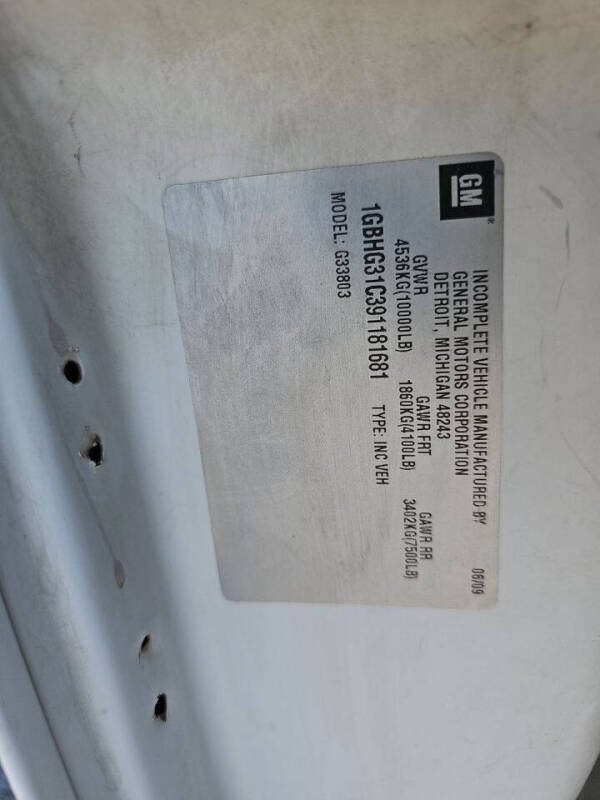 GM
INCOMPLETE VEHICLE MANUFACTURED BY
GENERAL MOTORS CORPORATION 06/09
DETROIT, MICHIGAN 48243
GVWR GAWR FRT GAWR RR
4536KG(10000LB) 1860KG(4100LB) 3402KG(7500LB)
1GBHG31C391181681 TYPE: INC VEH
MODEL: G33803